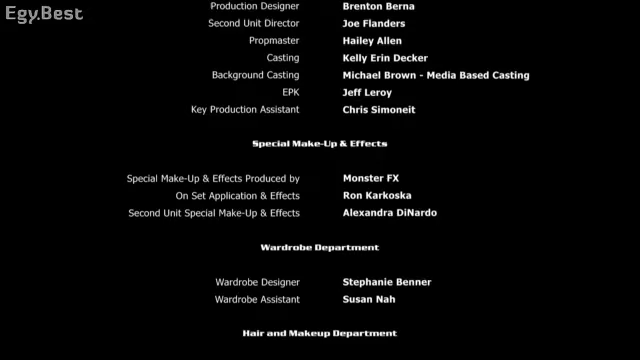 Egy.Best
Production Designer Brenton Berna
Second Unit Director Joe Flanders
Propmaster Hailey Allen
Casting Kelly Erin Decker
Background Casting Michael Brown - Media Based Casting
EPK Jeff Leroy
Key Production Assistant Chris Simoneit
Special Make-Up & Effects
Special Make-Up & Effects Produced by Monster FX
On Set Application & Effects Ron Karkoska
Second Unit Special Make-Up & Effects Alexandra DiNardo
Wardrobe Department
Wardrobe Designer Stephanie Benner
Wardrobe Assistant Susan Nah
Hair and Makeup Department